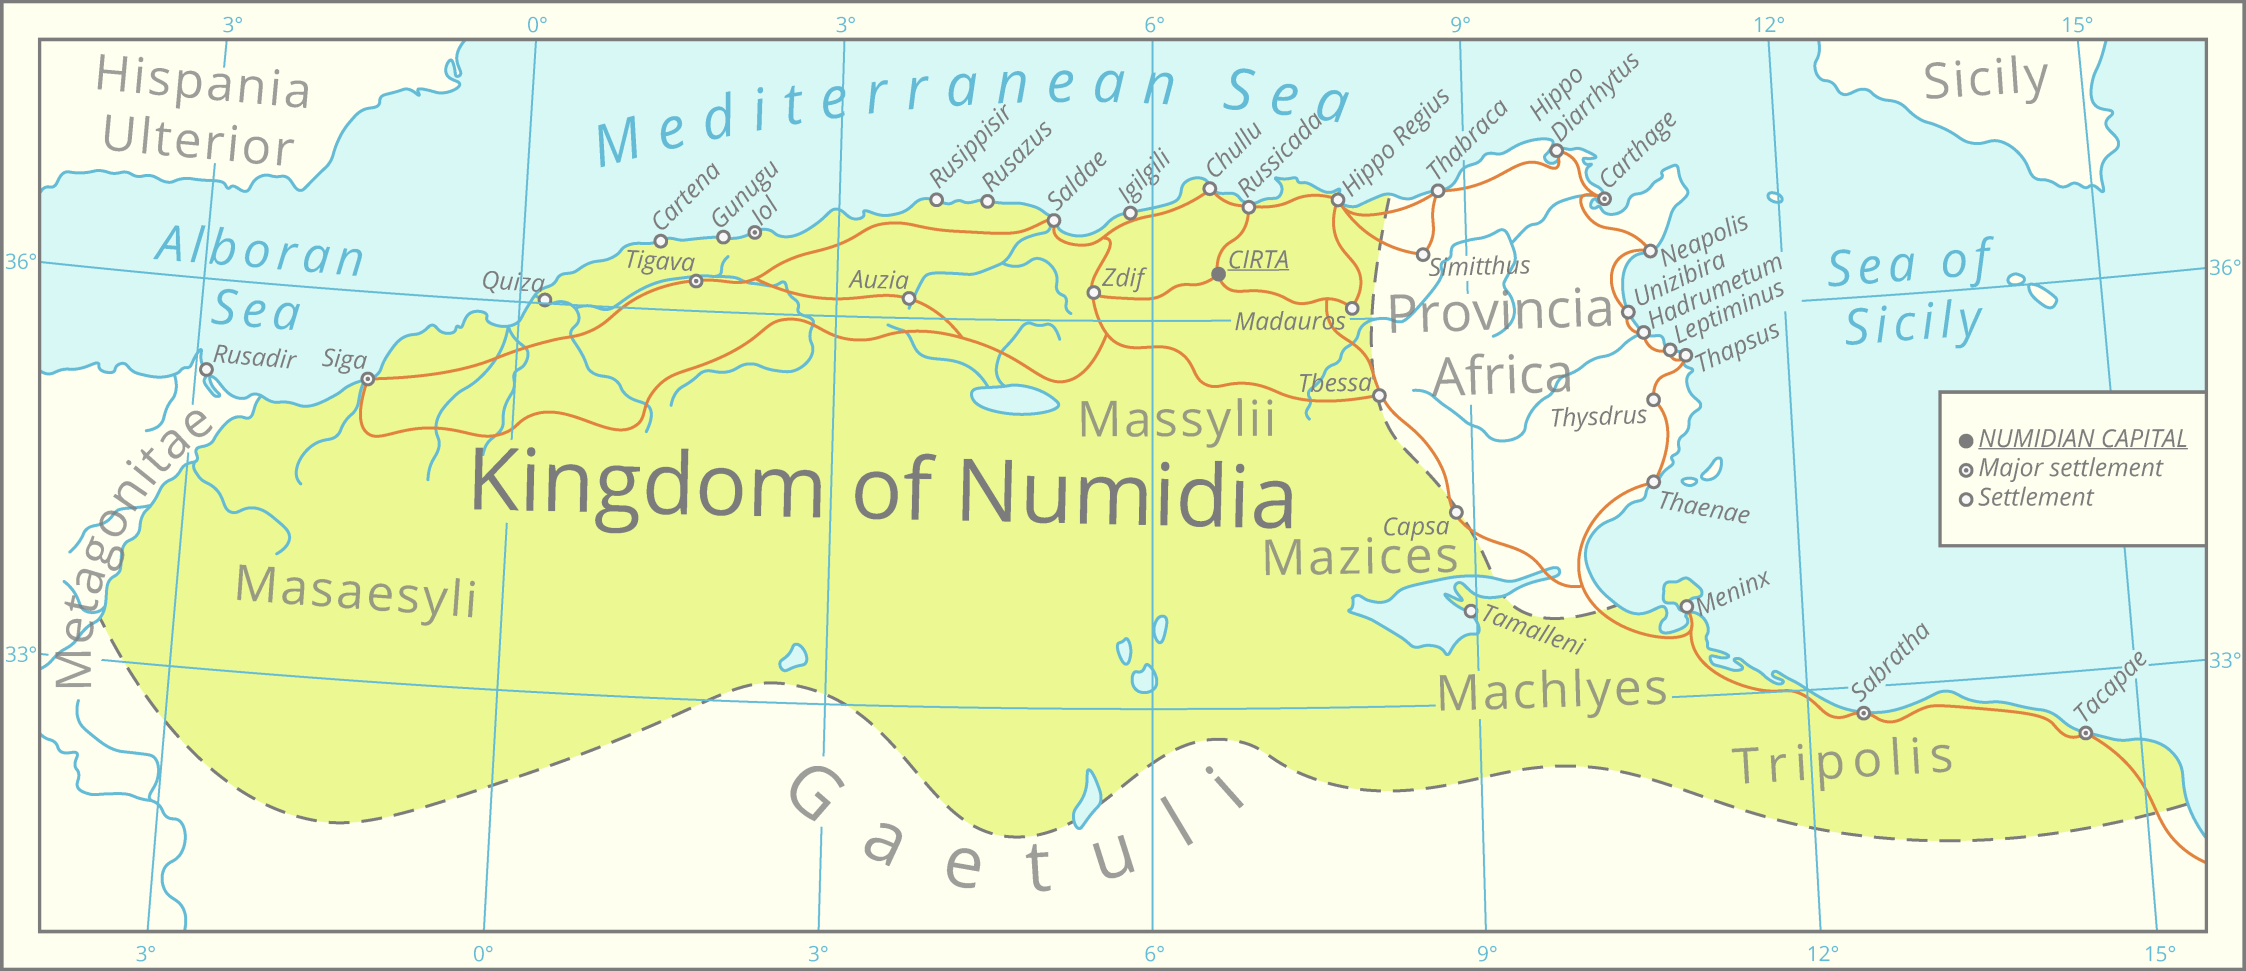 3°
0°
3°
6°
9°
12°
15°
Hispania
Ulterior
Mediterranean Sea
Sicily
Alboran
Sea
Sea of
Sicily
36°
36°
33°
33°
Rusadir
Siga
Quiza
Cartena
Gunugu
Iol
Tigava
Auzia
Rusippisir
Rusazus
Saldae
Igilgili
Chullu
Russicada
Hippo Regius
Thabraca
Hippo
Diarrhytus
Carthage
Zdif
CIRTA
Madauros
Simitthus
Neapolis
Unizibira
Hadrumetum
Leptiminus
Thapsus
Provincia
Africa
Tbessa
Thysdrus
Thaenae
Capsa
Tamalleni
Meninx
Sabratha
Tacapae
Metagonitae
Masaesyli
Kingdom of Numidia
Massylii
Mazices
Machlyes
Tripolis
Gaetuli
NUMIDIAN CAPITAL
Major settlement
Settlement
3°
0°
3°
6°
9°
12°
15°